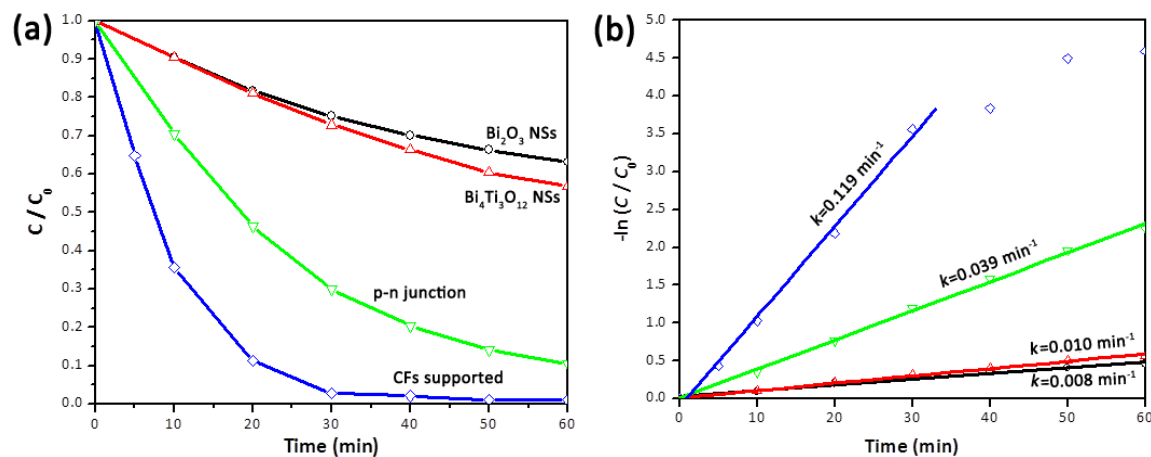 (a)
1.0
0.9
0.8
0.7
0.6
0.5
0.4
0.3
0.2
0.1
0.0
C / C₀
Bi₂O₃ NSs
Bi₄Ti₃O₁₂ NSs
p-n junction
CFs supported
10 20 30 40 50 60
Time (min)
(b)
5.0
4.5
4.0
3.5
3.0
2.5
2.0
1.5
1.0
0.5
0.0
-ln (C / C₀)
k=0.119 min⁻¹
k=0.039 min⁻¹
k=0.010 min⁻¹
k=0.008 min⁻¹
0 10 20 30 40 50 60
Time (min)